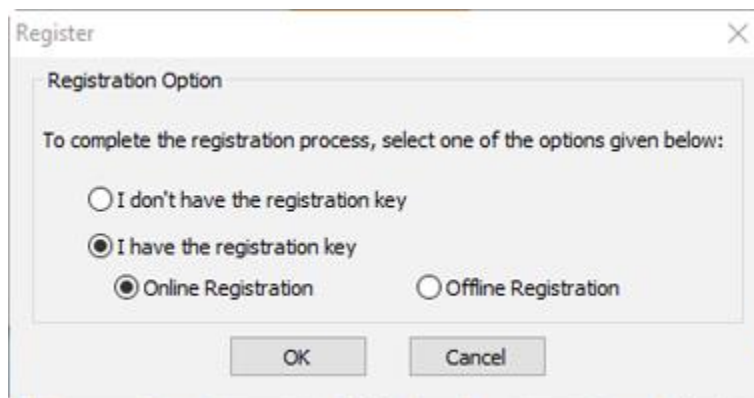 Register
Registration Option
To complete the registration process, select one of the options given below:
I don't have the registration key
I have the registration key
Online Registration Offline Registration
OK Cancel